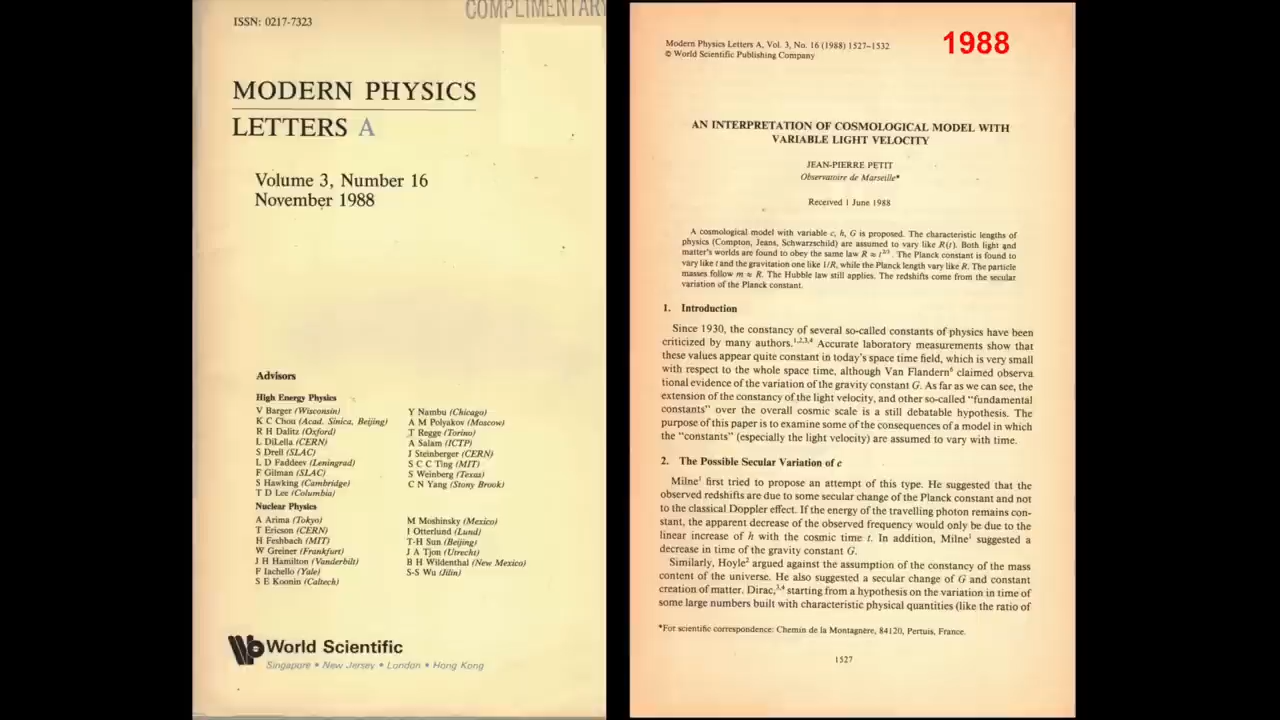 COMPLIMENTARY
ISSN: 0217-7323
MODERN PHYSICS
LETTERS A
Volume 3, Number 16
November 1988
Advisors
High Energy Physics
V Barger (Wisconsin)
K C Chou (Acad. Sinica, Beijing)
R H Dalitz (Oxford)
L DiLella (CERN)
S Drell (SLAC)
L D Faddeev (Leningrad)
F Gilman (SLAC)
S Hawking (Cambridge)
T D Lee (Columbia)
Y Nambu (Chicago)
A M Polyakov (Moscow)
T Regge (Torino)
A Salam (ICTP)
J Steinberger (CERN)
S C C Ting (MIT)
S Weinberg (Texas)
C N Yang (Stony Brook)
Nuclear Physics
A Arima (Tokyo)
T Ericson (CERN)
H Feshbach (MIT)
W Greiner (Frankfurt)
J H Hamilton (Vanderbilt)
F Iachello (Yale)
S E Koonin (Caltech)
M Moshinsky (Mexico)
I Otterlund (Lund)
T-H Sun (Beijing)
J A Tjon (Utrecht)
B H Wildenthal (New Mexico)
S-S Wu (Jilin)
World Scientific
Singapore • New Jersey • London • Hong Kong
Modern Physics Letters A, Vol. 3, No. 16 (1988) 1527-1532
© World Scientific Publishing Company
1988
AN INTERPRETATION OF COSMOLOGICAL MODEL WITH
VARIABLE LIGHT VELOCITY
JEAN-PIERRE PETIT
Observatoire de Marseille*
Received 1 June 1988
A cosmological model with variable c, h, G is proposed. The characteristic lengths of
physics (Compton, Jeans, Schwarzschild) are assumed to vary like R(t). Both light and
matter's worlds are found to obey the same law R ≈ t²ᐟ³. The Planck constant is found to
vary like t and the gravitation one like 1/R, while the Planck length vary like R. The particle
masses follow m ≈ R. The Hubble law still applies. The redshifts come from the secular
variation of the Planck constant.
1. Introduction
Since 1930, the constancy of several so-called constants of physics have been
criticized by many authors.¹,²,³,⁴ Accurate laboratory measurements show that
these values appear quite constant in today's space time field, which is very small
with respect to the whole space time, although Van Flandern⁶ claimed observa
tional evidence of the variation of the gravity constant G. As far as we can see, the
extension of the constancy of the light velocity, and other so-called "fundamental
constants" over the overall cosmic scale is a still debatable hypothesis. The
purpose of this paper is to examine some of the consequences of a model in which
the "constants" (especially the light velocity) are assumed to vary with time.
2. The Possible Secular Variation of c
Milne¹ first tried to propose an attempt of this type. He suggested that the
observed redshifts are due to some secular change of the Planck constant and not
to the classical Doppler effect. If the energy of the travelling photon remains con-
stant, the apparent decrease of the observed frequency would only be due to the
linear increase of h with the cosmic time t. In addition, Milne¹ suggested a
decrease in time of the gravity constant G.
Similarly, Hoyle² argued against the assumption of the constancy of the mass
content of the universe. He also suggested a secular change of G and constant
creation of matter. Dirac,³,⁴ starting from a hypothesis on the variation in time of
some large numbers built with characteristic physical quantities (like the ratio of
*For scientific correspondence: Chemin de la Montagnère, 84120, Pertuis, France.
1527